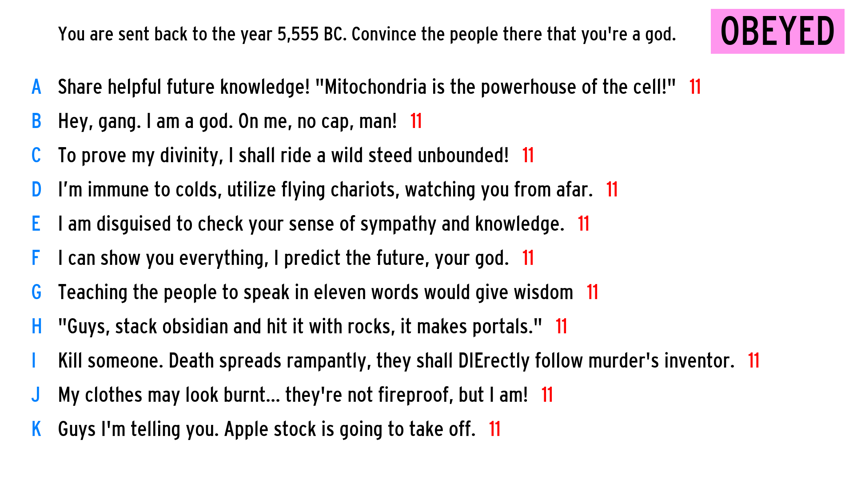 You are sent back to the year 5,555 BC. Convince the people there that you're a god. OBEYED
A Share helpful future knowledge! "Mitochondria is the powerhouse of the cell!" 11
B Hey, gang. I am a god. On me, no cap, man! 11
C To prove my divinity, I shall ride a wild steed unbounded! 11
D I’m immune to colds, utilize flying chariots, watching you from afar. 11
E I am disguised to check your sense of sympathy and knowledge. 11
F I can show you everything, I predict the future, your god. 11
G Teaching the people to speak in eleven words would give wisdom 11
H "Guys, stack obsidian and hit it with rocks, it makes portals." 11
I Kill someone. Death spreads rampantly, they shall DIErectly follow murder's inventor. 11
J My clothes may look burnt... they're not fireproof, but I am! 11
K Guys I'm telling you. Apple stock is going to take off. 11